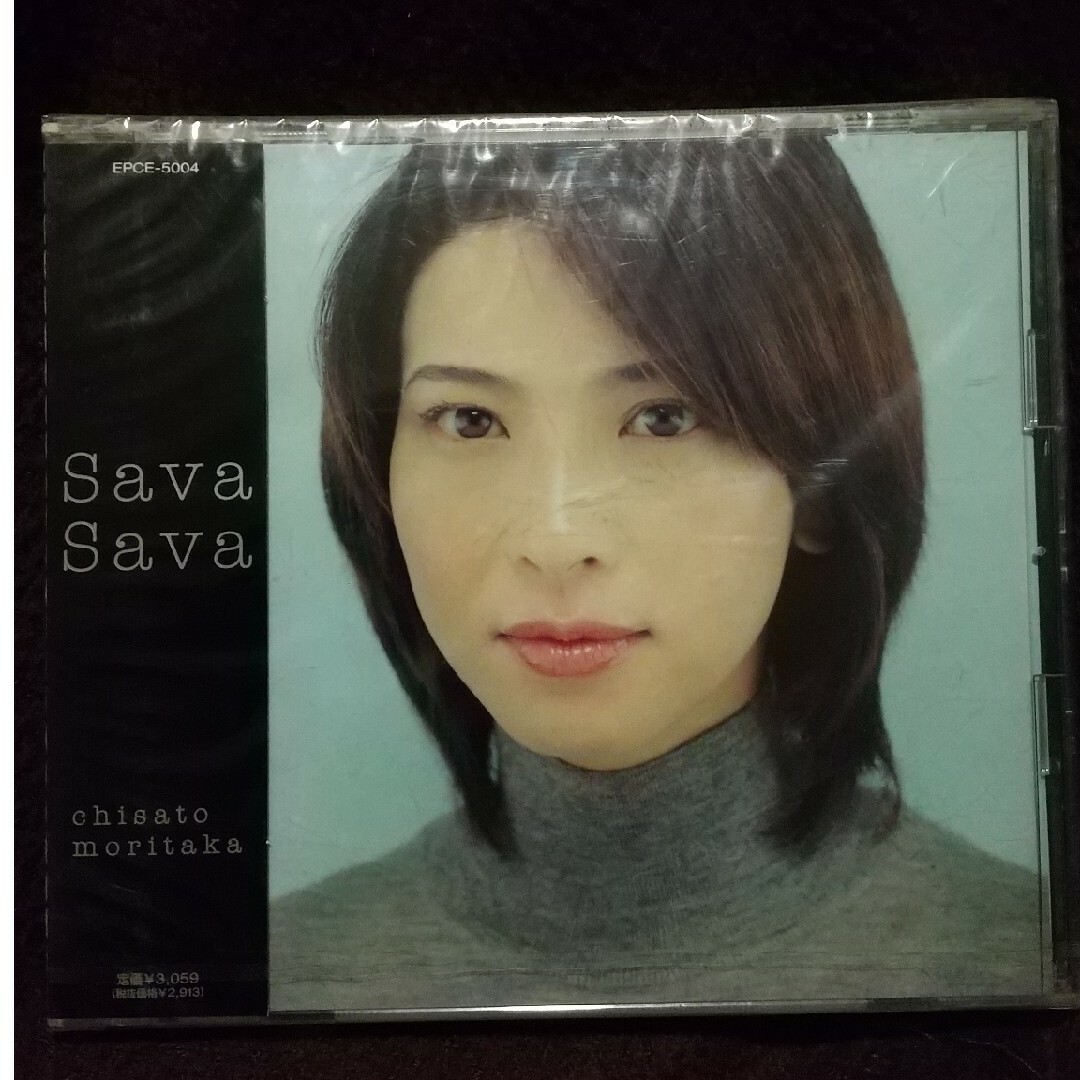 EPCE-5004
Sava
Sava
chisato
moritaka
定価¥3,059
(税抜価格¥2,913)